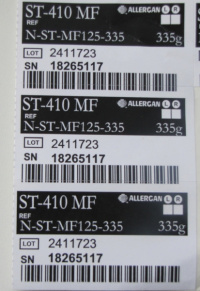 ST-410 MF ALLERGAN L R
REF
N-ST-MF125-335 335g
LOT 2411723
SN 18265117
ST-410 MF ALLERGAN L R
REF
N-ST-MF125-335 335g
LOT 2411723
SN 18265117
ST-410 MF ALLERGAN L R
REF
N-ST-MF125-335 335g
LOT 2411723
SN 18265117